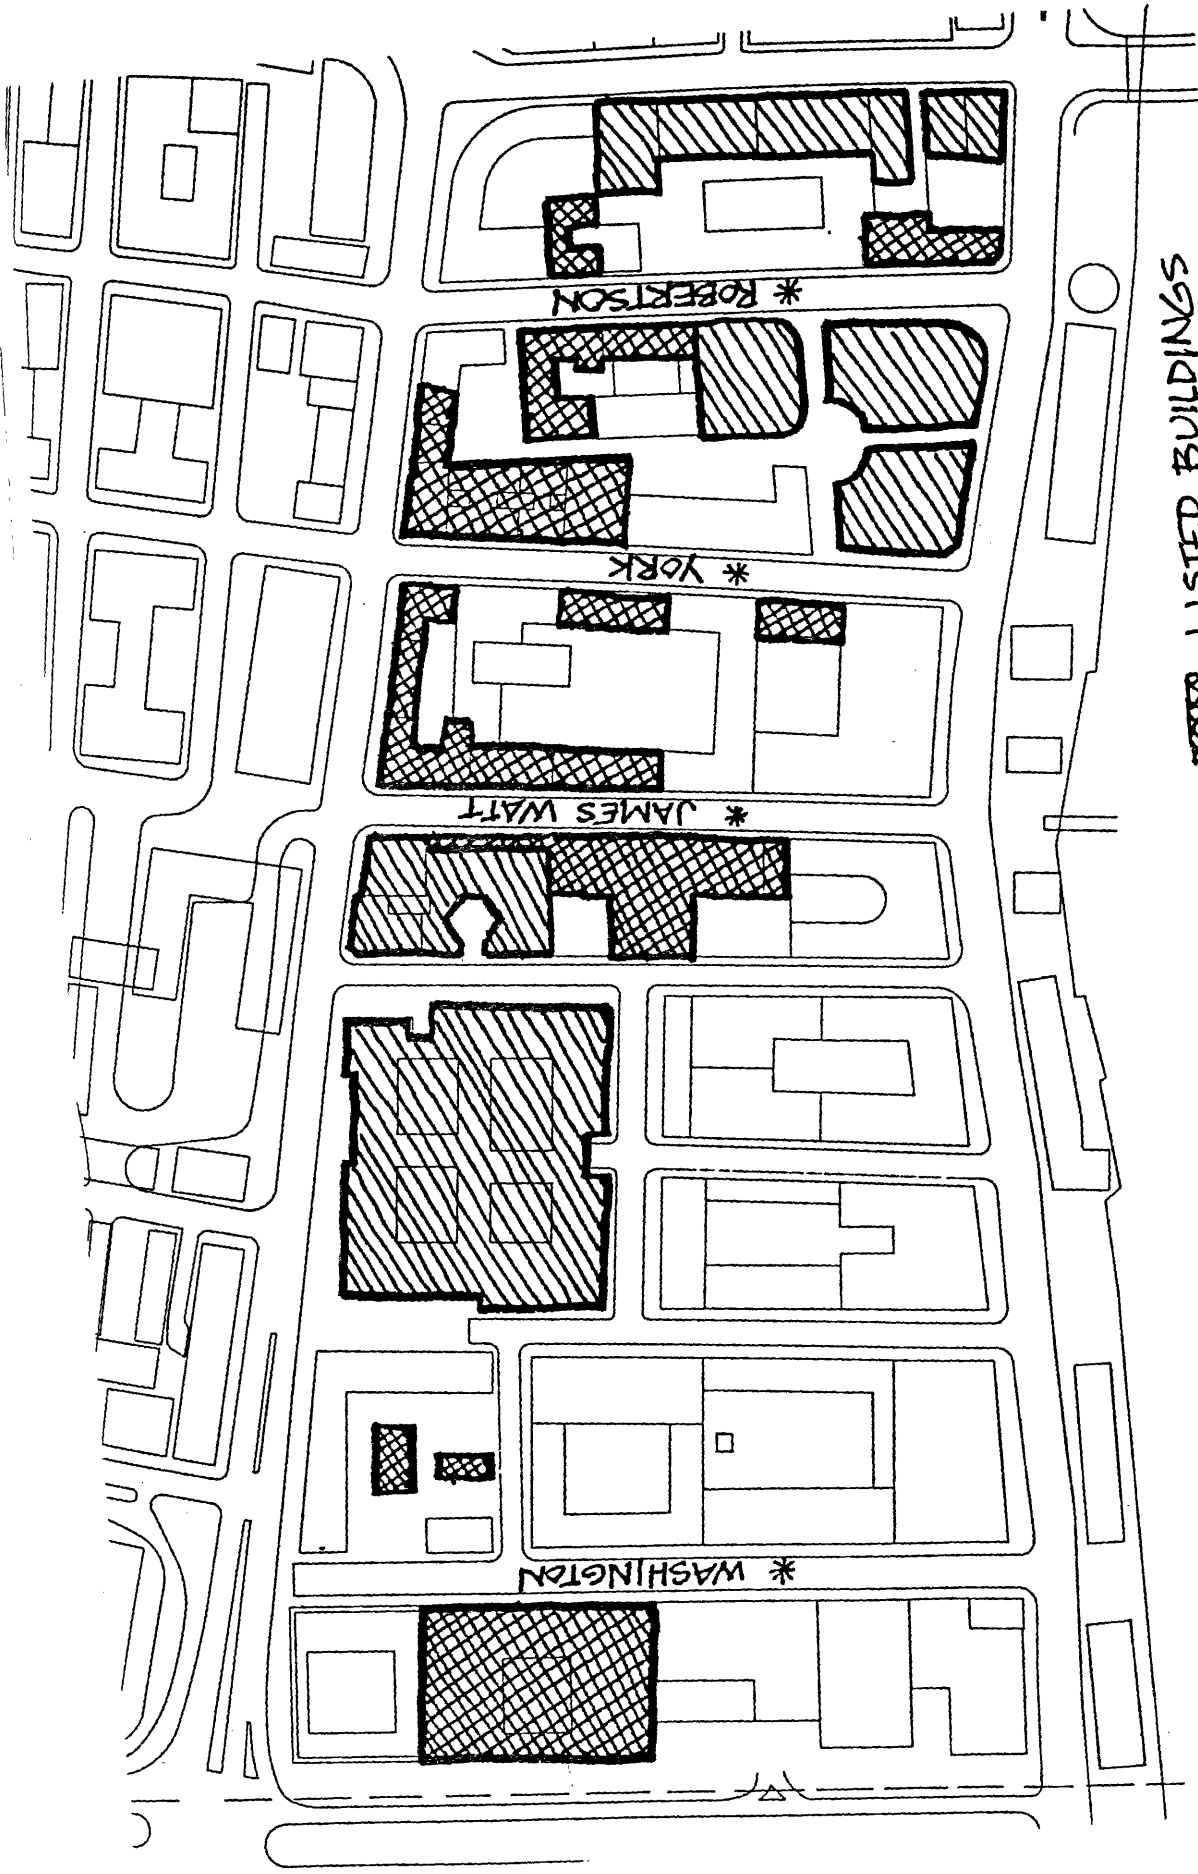 * ROBERTSON
* YORK
* JAMES WATT
* WASHINGTON
LISTED BUILDINGS